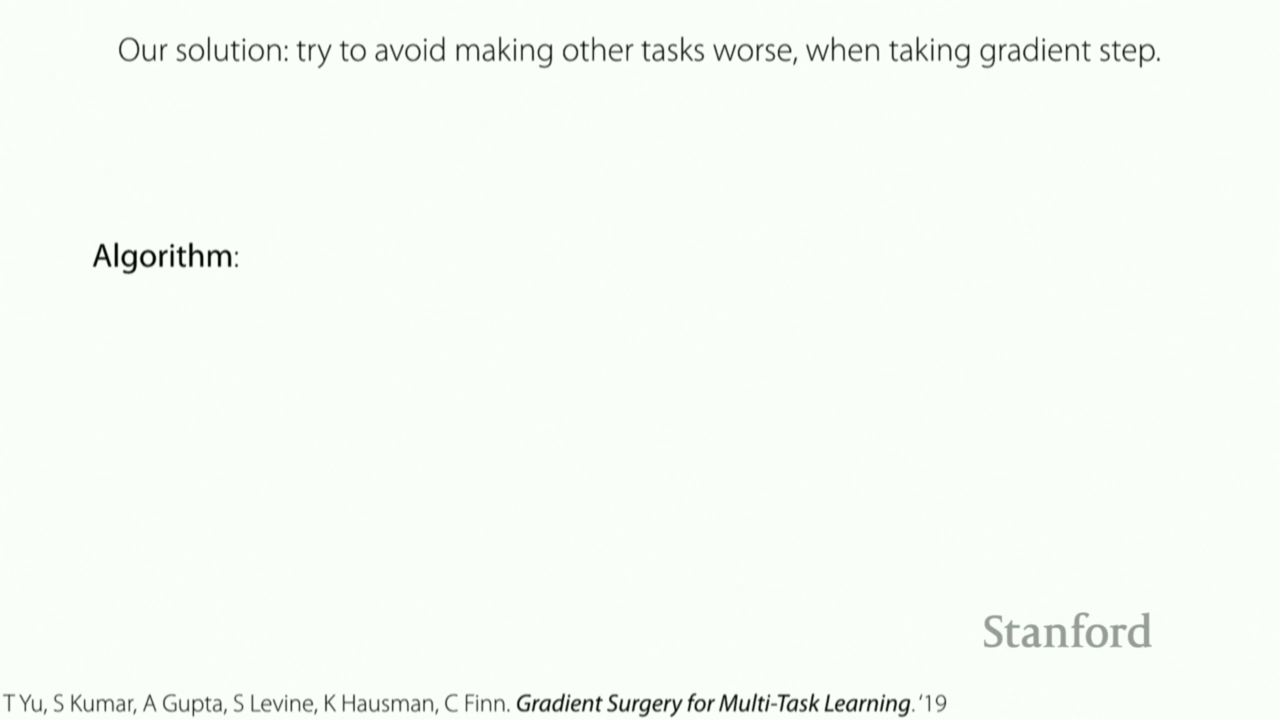 Our solution: try to avoid making other tasks worse, when taking gradient step.
Algorithm:
Stanford
T Yu, S Kumar, A Gupta, S Levine, K Hausman, C Finn. Gradient Surgery for Multi-Task Learning. ‘19